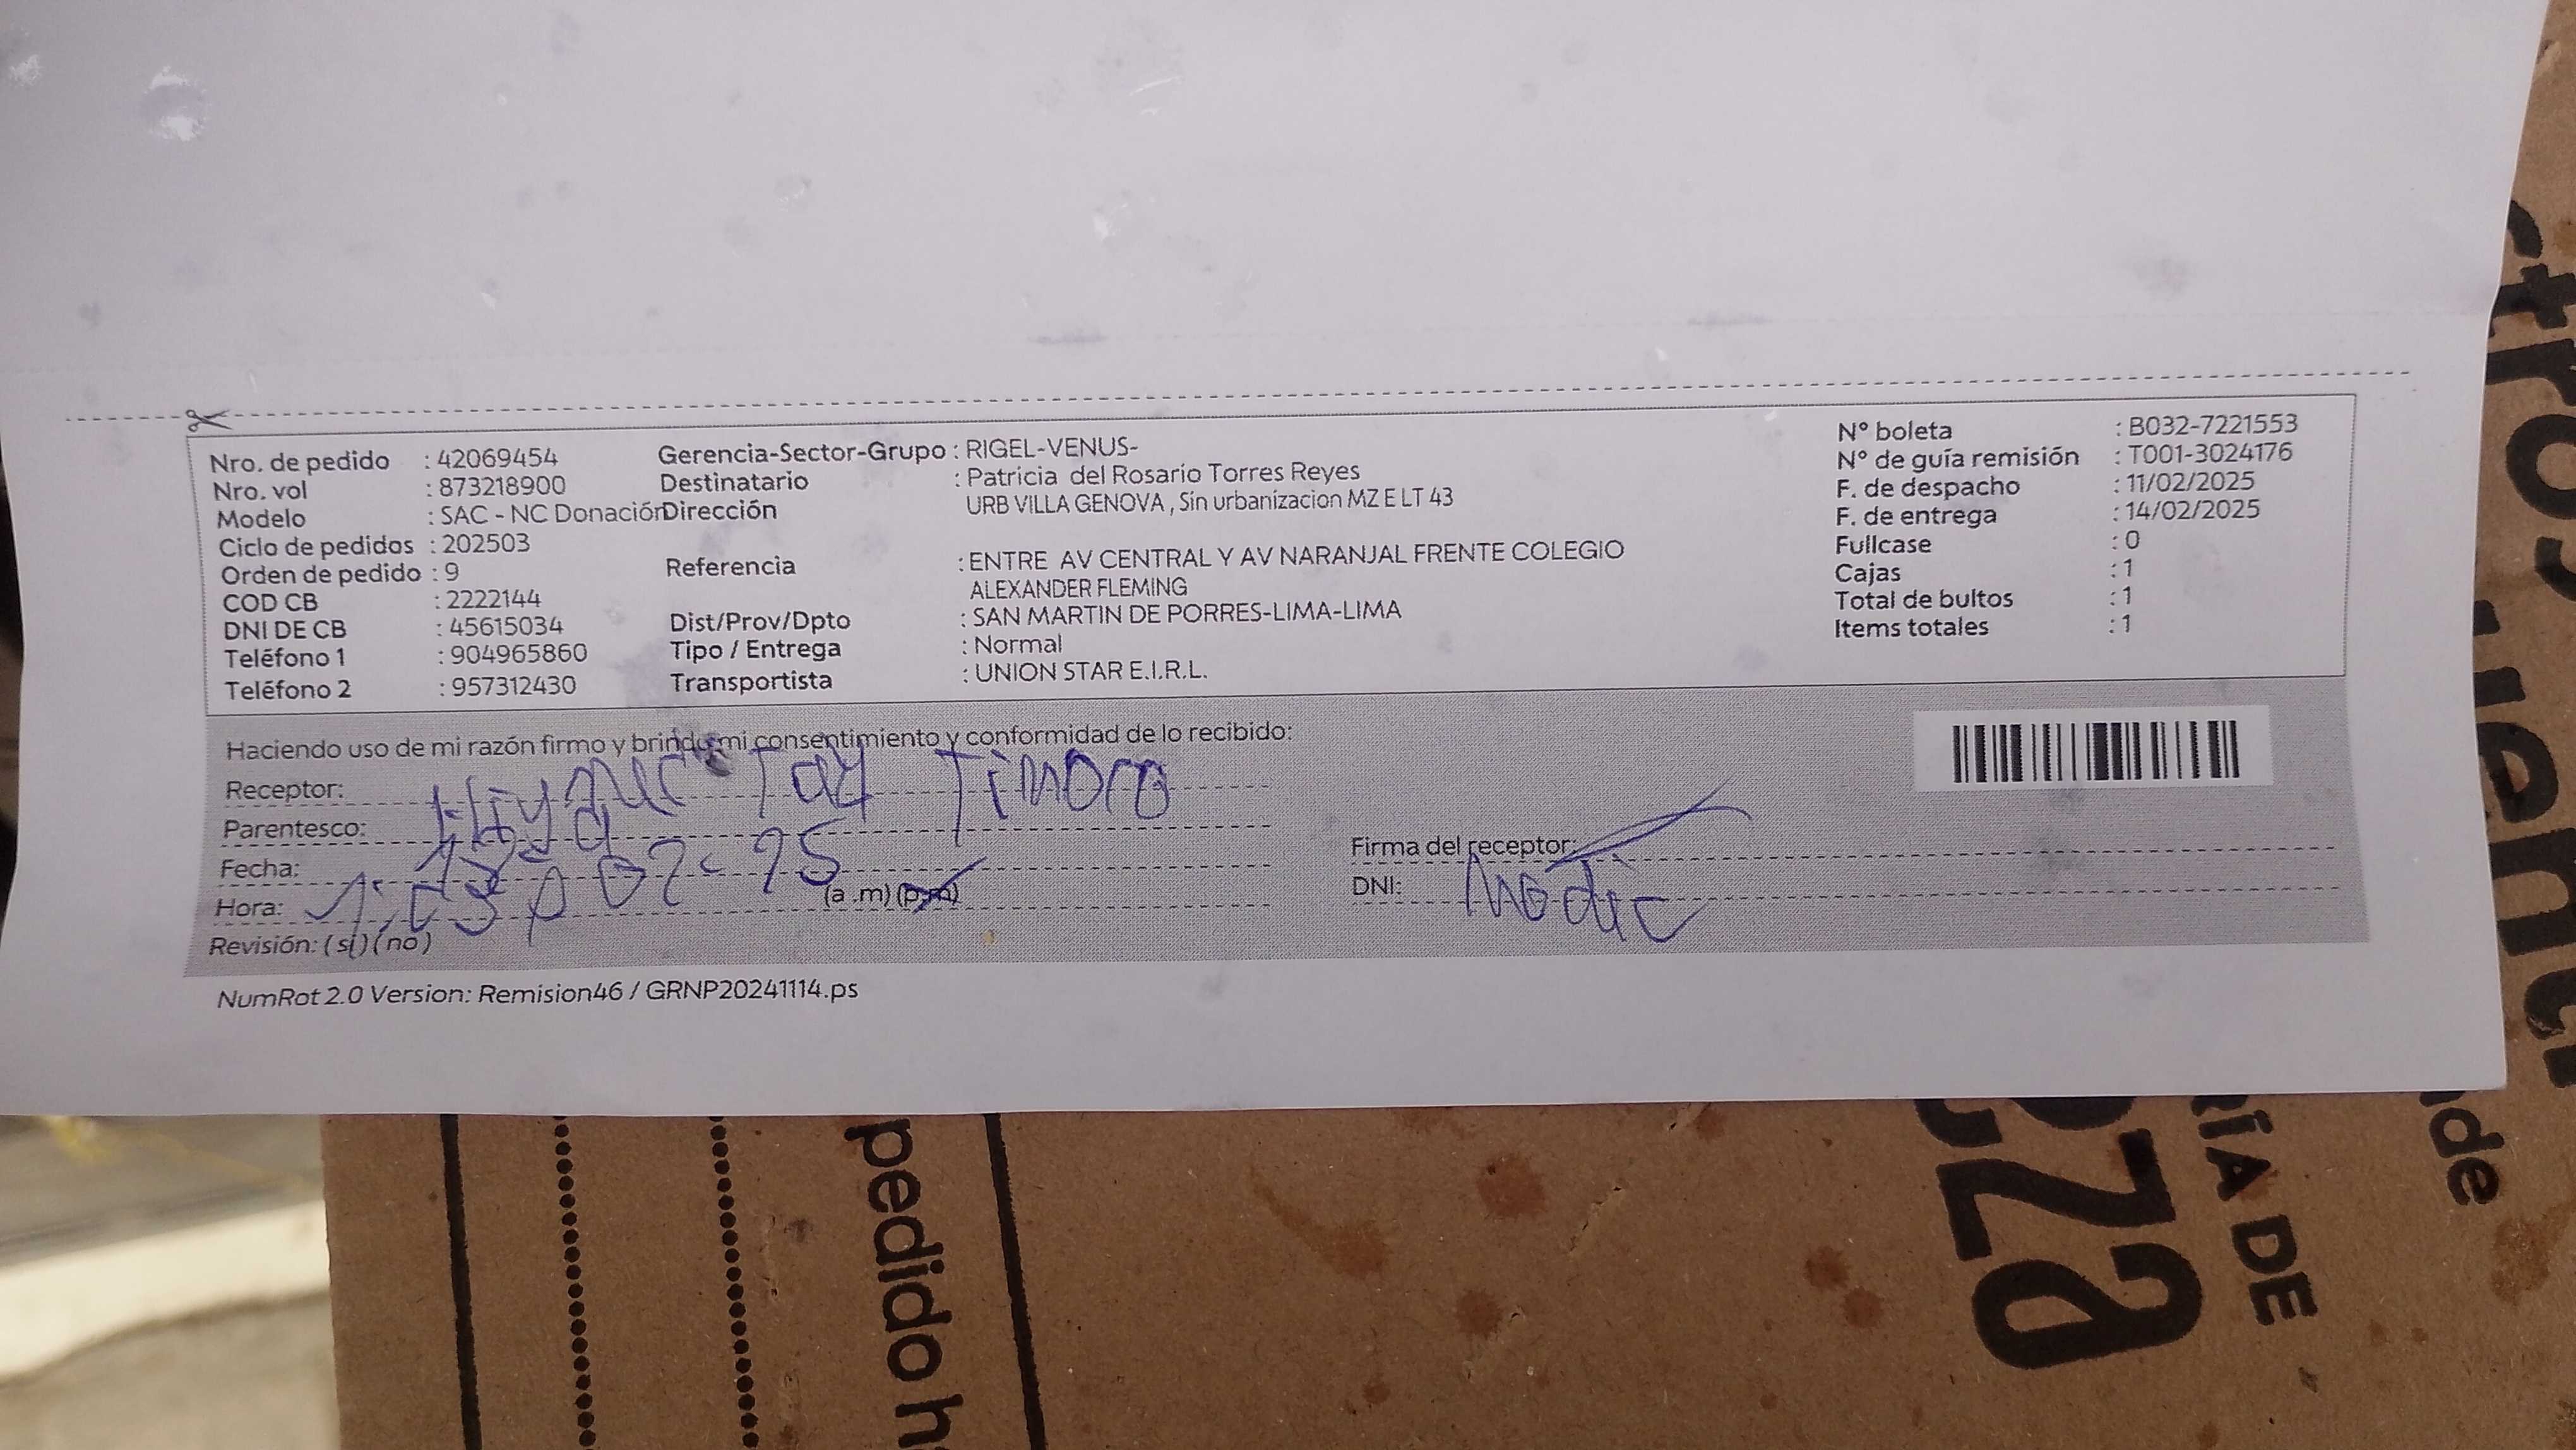 Nro. de pedido : 42069454
Nro. vol : 873218900
Modelo : SAC - NC Donación
Ciclo de pedidos : 202503
Orden de pedido : 9
COD CB : 2222144
DNI DE CB : 45615034
Teléfono 1 : 904965860
Teléfono 2 : 957312430
Gerencia-Sector-Grupo : RIGEL-VENUS-
Destinatario : Patricia del Rosario Torres Reyes
Dirección URB VILLA GENOVA , Sin urbanizacion MZ E LT 43
Referencia : ENTRE AV CENTRAL Y AV NARANJAL FRENTE COLEGIO
ALEXANDER FLEMING
Dist/Prov/Dpto : SAN MARTIN DE PORRES-LIMA-LIMA
Tipo / Entrega : Normal
Transportista : UNION STAR E.I.R.L.
N° boleta : B032-7221553
N° de guía remisión : T001-3024176
F. de despacho : 11/02/2025
F. de entrega : 14/02/2025
Fullcase : 0
Cajas : 1
Total de bultos : 1
Items totales : 1
Haciendo uso de mi razón firmo y brindo mi consentimiento y conformidad de lo recibido:
Receptor:
Parentesco:
Fecha:
Hora: (a .m) (p.m)
Revisión: ( si ) ( no )
Firma del receptor:
DNI:
NumRot 2.0 Version: Remision46 / GRNP20241114.ps
pedido
ÍA DE